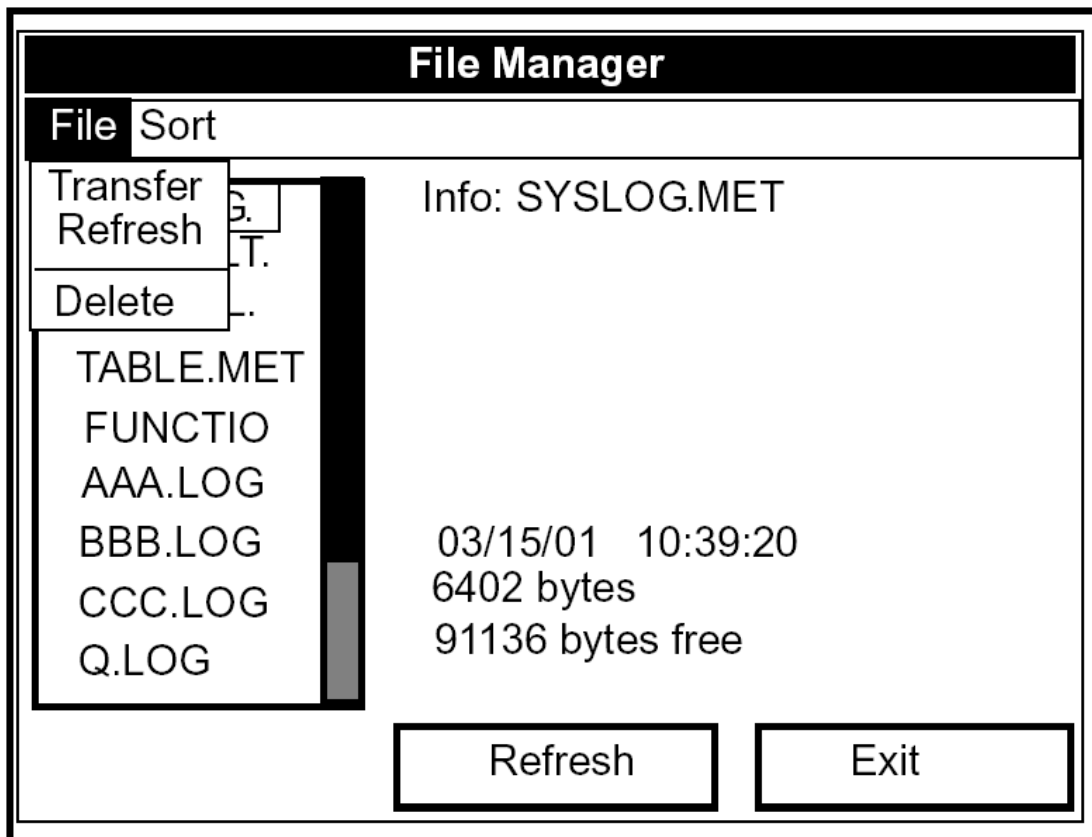 File Manager
File Sort
Transfer
Refresh
Delete
G.
LT.
L.
TABLE.MET
FUNCTIO
AAA.LOG
BBB.LOG
CCC.LOG
Q.LOG
Info: SYSLOG.MET
03/15/01 10:39:20
6402 bytes
91136 bytes free
Refresh
Exit